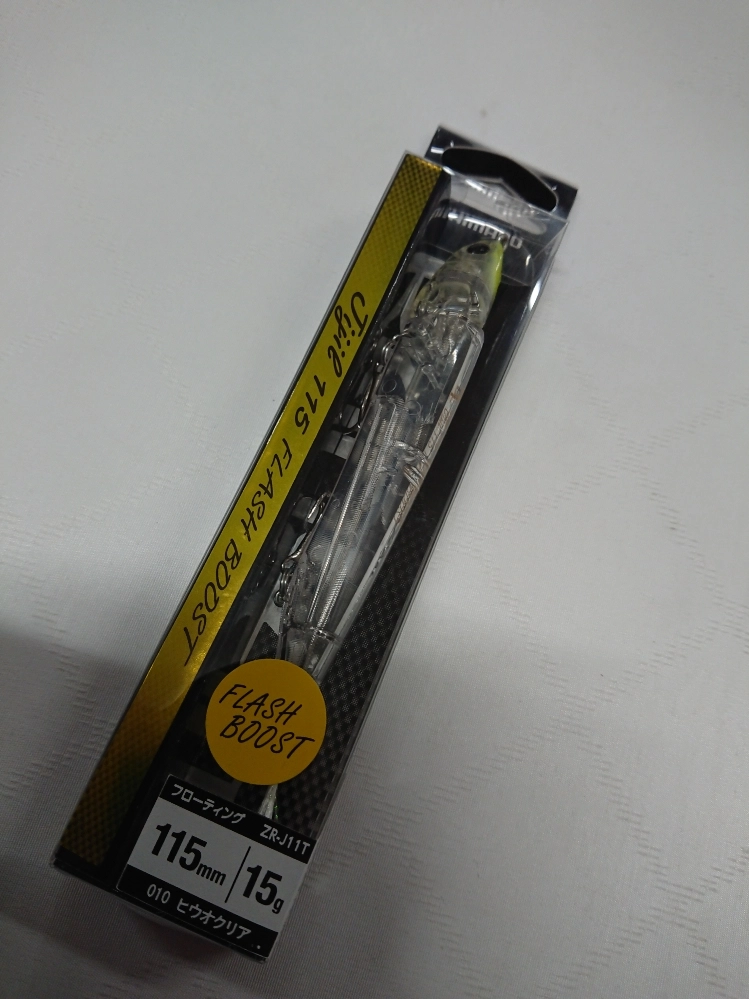 SHIMANO
Jijil 115 FLASH BOOST
FLASH
BOOST
フローティング ZR-J11T
115mm 15g
010 ヒウオクリア